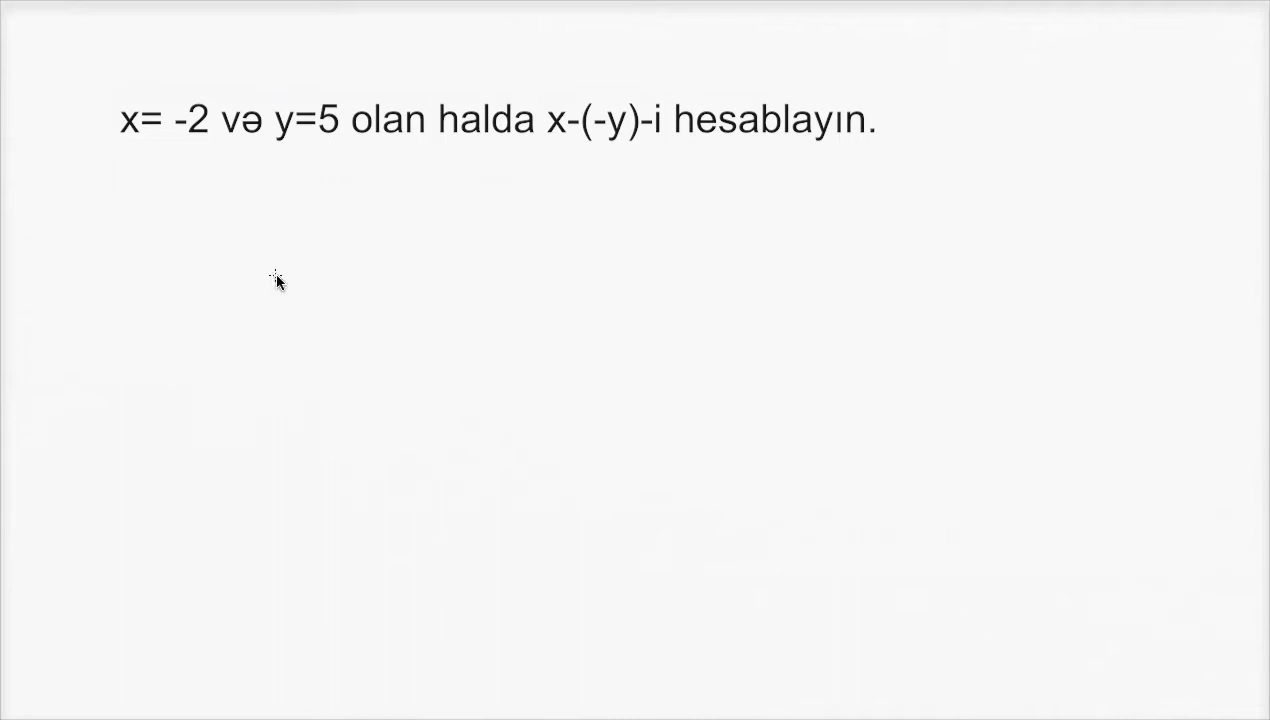 x= -2 və y=5 olan halda x-(-y)-i hesablayın.